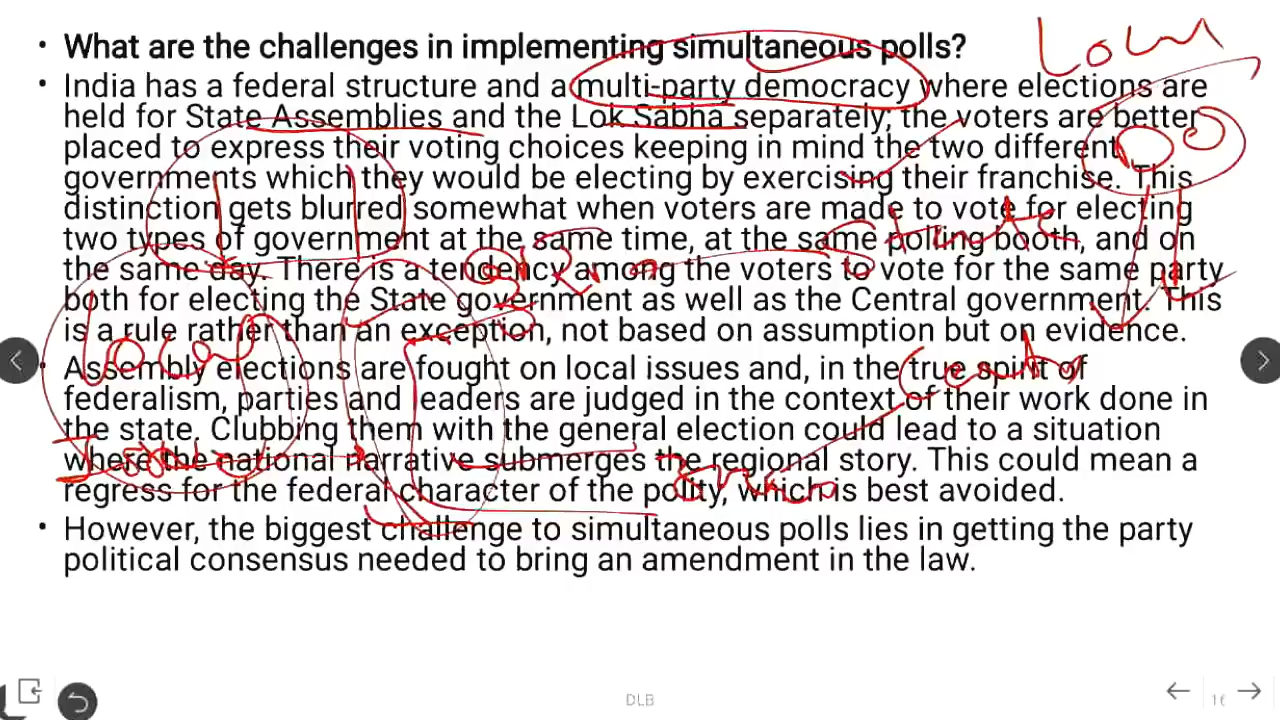 • What are the challenges in implementing simultaneous polls?
• India has a federal structure and a multi-party democracy where elections are
held for State Assemblies and the Lok Sabha separately; the voters are better
placed to express their voting choices keeping in mind the two different
governments which they would be electing by exercising their franchise. This
distinction gets blurred somewhat when voters are made to vote for electing
two types of government at the same time, at the same polling booth, and on
the same day. There is a tendency among the voters to vote for the same party
both for electing the State government as well as the Central government. This
is a rule rather than an exception, not based on assumption but on evidence.
• Assembly elections are fought on local issues and, in the true spirit of
federalism, parties and leaders are judged in the context of their work done in
the state. Clubbing them with the general election could lead to a situation
where the national narrative submerges the regional story. This could mean a
regress for the federal character of the polity, which is best avoided.
• However, the biggest challenge to simultaneous polls lies in getting the party
political consensus needed to bring an amendment in the law.
Local
State
Local
DLB
16